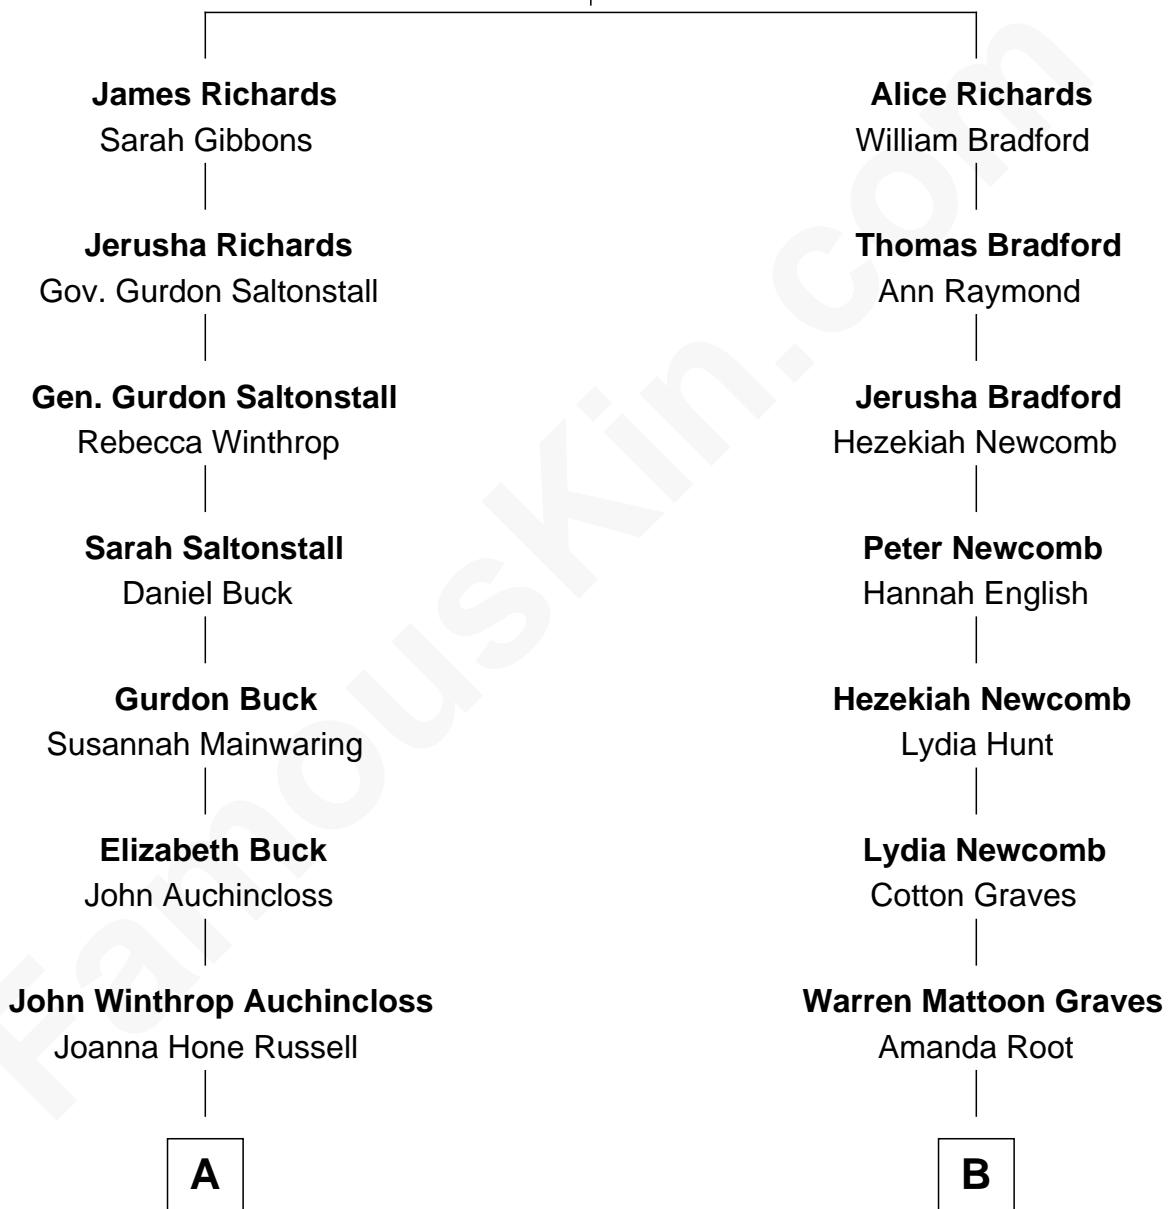 James Richards
Sarah Gibbons
Jerusha Richards
Gov. Gurdon Saltonstall
Gen. Gurdon Saltonstall
Rebecca Winthrop
Sarah Saltonstall
Daniel Buck
Gurdon Buck
Susannah Mainwaring
Elizabeth Buck
John Auchincloss
John Winthrop Auchincloss
Joanna Hone Russell
A
Alice Richards
William Bradford
Thomas Bradford
Ann Raymond
Jerusha Bradford
Hezekiah Newcomb
Peter Newcomb
Hannah English
Hezekiah Newcomb
Lydia Hunt
Lydia Newcomb
Cotton Graves
Warren Mattoon Graves
Amanda Root
B
FamousKin.com